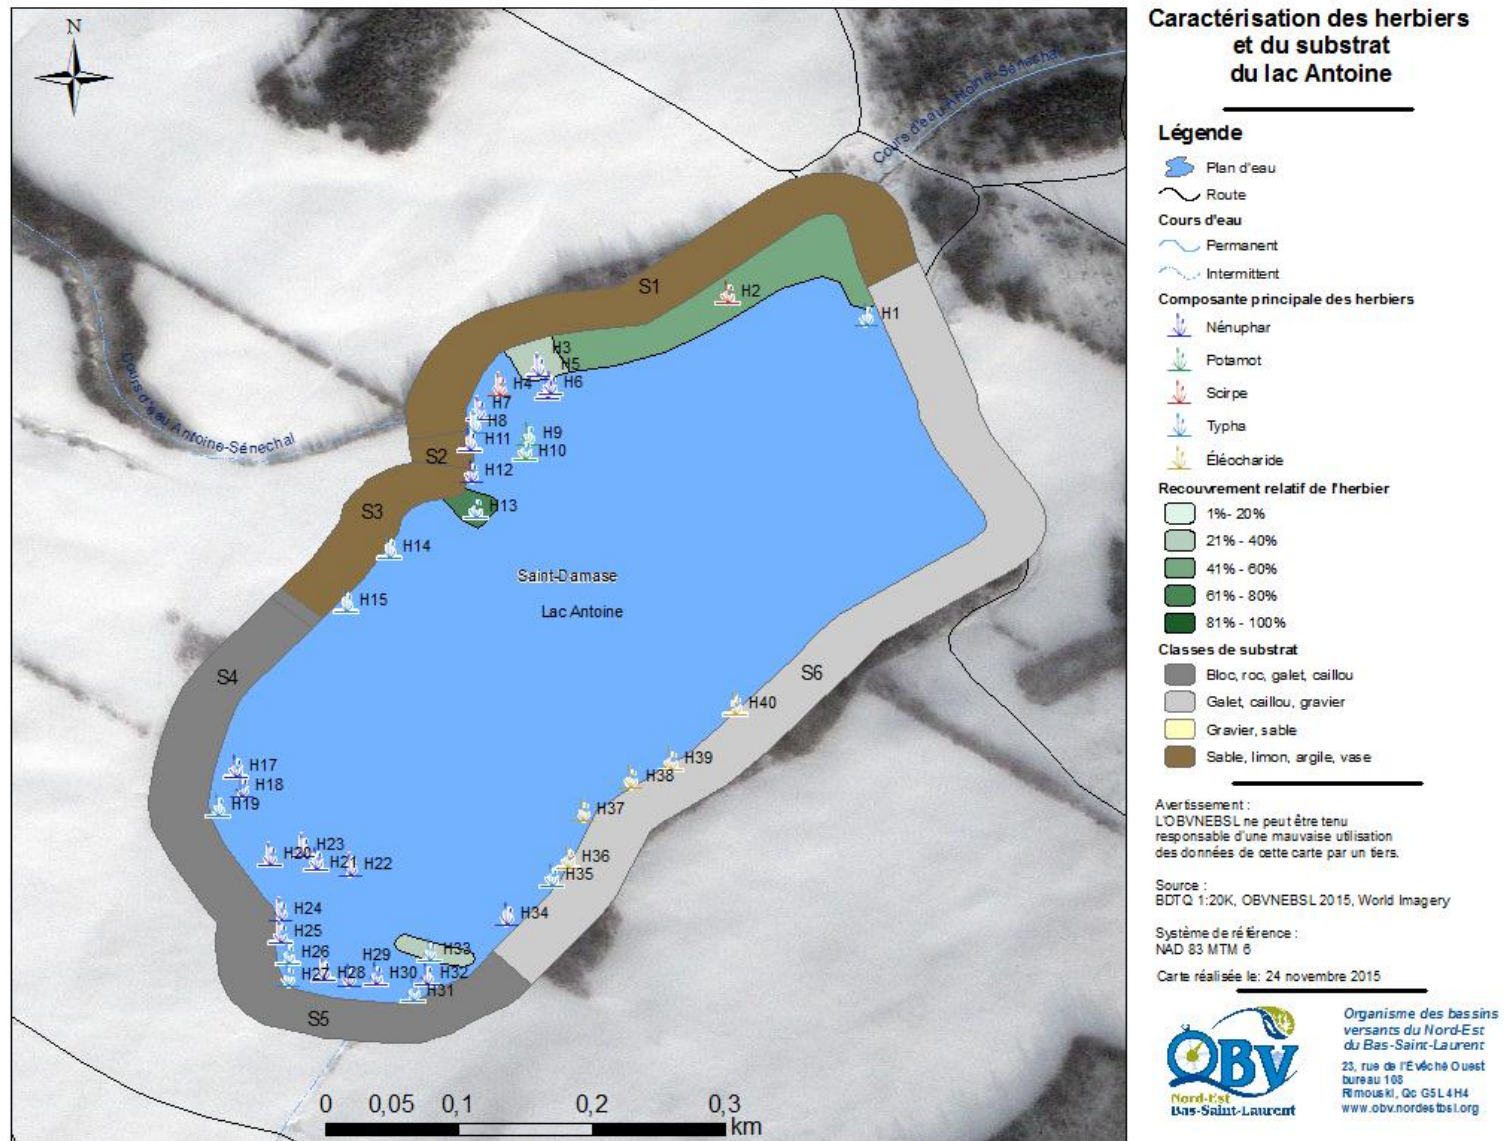 Caractérisation des herbiers
et du substrat
du lac Antoine
Légende
Plan d'eau
Route
Cours d'eau
Permanent
Intermittent
Composante principale des herbiers
Nénuphar
Potamot
Scirpe
Typha
Éléocharide
Recouvrement relatif de l'herbier
1%- 20%
21% - 40%
41% - 60%
61% - 80%
81% - 100%
Classes de substrat
Bloc, roc, galet, caillou
Galet, caillou, gravier
Gravier, sable
Sable, limon, argile, vase
Avertissement :
L'OBVNEBSL ne peut être tenu
responsable d'une mauvaise utilisation
des données de cette carte par un tiers.
Source :
BDTQ 1:20K, OBVNEBSL 2015, World Imagery
Système de référence :
NAD 83 MTM 6
Carte réalisée le: 24 novembre 2015
OBV
Nord-Est
Bas-Saint-Laurent
Organisme des bassins
versants du Nord-Est
du Bas-Saint-Laurent
23, rue de l'Évêché Ouest
bureau 108
Rimouski, Qc G5L 4H4
www.obv.nordestbsl.org
N
Cours d'eau Antoine-Sénechal
Cours d'eau Antoine-Sénechal
S1
H2
H1
H3
H5
H4
H6
H7
H8
H9
H11
H10
S2
H12
H13
S3
H14
Saint-Damase
H15
Lac Antoine
S4
S6
H40
H17
H39
H18
H38
H19
H37
H23
H20
H21
H22
H36
H35
H24
H34
H25
H26
H29
H33
H27
H28
H30
H32
H31
S5
0 0,05 0,1 0,2 0,3
km